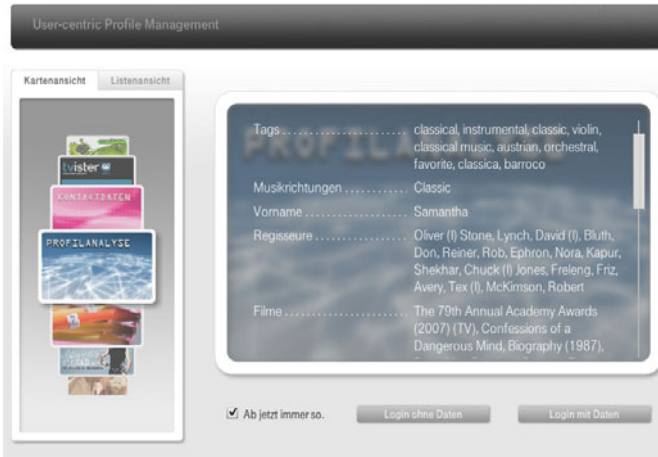 User-centric Profile Management
Kartenansicht
Listenansicht
tvister
KONTAKTDATEN
PROFILANALYSE
PROFILANALYSE
Tags ...................... classical, instrumental, classic, violin,
classical music, austrian, orchestral,
favorite, classica, barroco
Musikrichtungen ............ Classic
Vorname .................. Samantha
Regisseure ................. Oliver (I) Stone, Lynch, David (I), Bluth,
Don, Reiner, Rob, Ephron, Nora, Kapur,
Shekhar, Chuck (I) Jones, Freleng, Friz,
Avery, Tex (I), McKimson, Robert
Filme ...................... The 79th Annual Academy Awards
(2007) (TV), Confessions of a
Dangerous Mind, Biography (1987),
Ab jetzt immer so.
Login ohne Daten
Login mit Daten